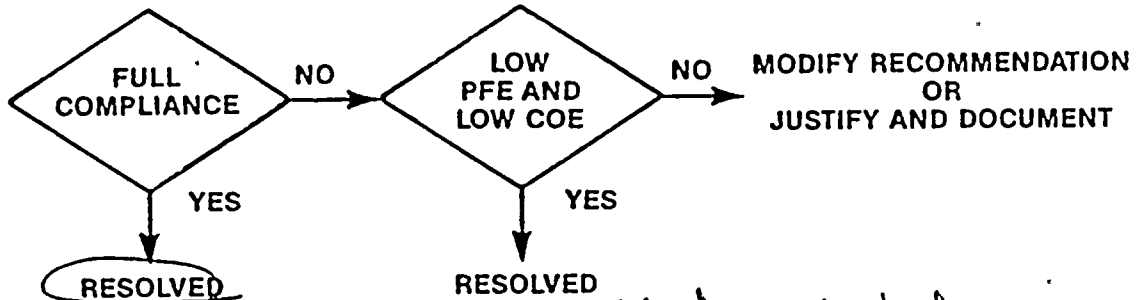 FULL
COMPLIANCE
NO
LOW
PFE AND
LOW COE
NO
MODIFY RECOMMENDATION
OR
JUSTIFY AND DOCUMENT
YES
YES
RESOLVED
RESOLVED